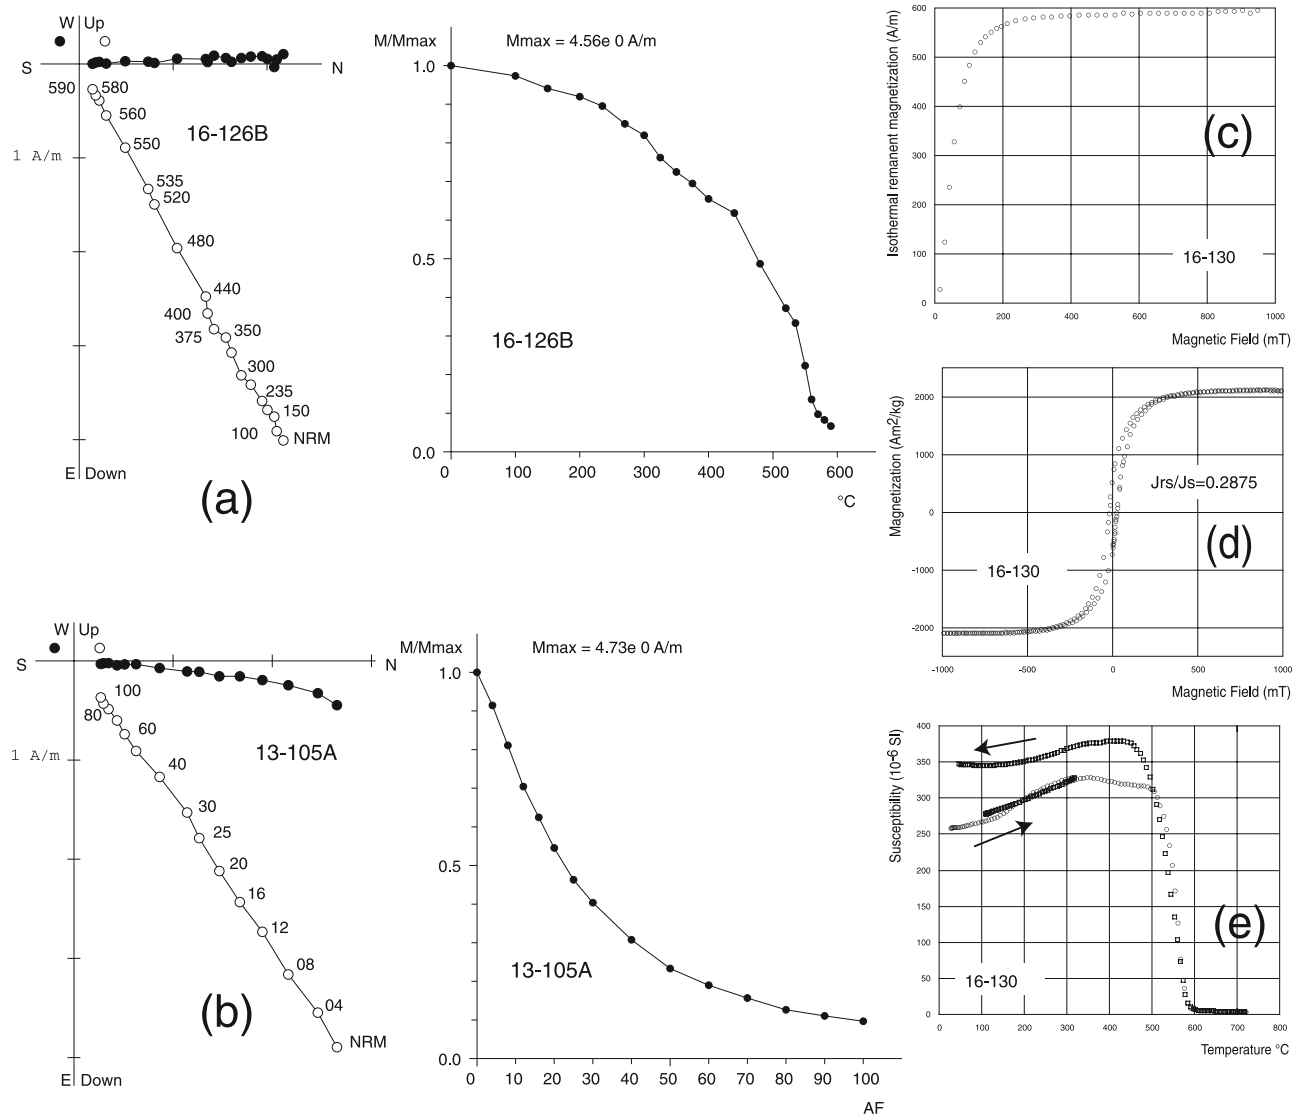 W Up
S N
590 580
560
550
1 A/m
535
520
480
440
400
375 350
300
235
150
100 NRM
E Down
16-126B
(a)
M/Mmax Mmax = 4.56e 0 A/m
1.0
0.5
0.0
0 100 200 300 400 500 600
°C
16-126B
W Up
S N
100
80
60
1 A/m
40
30
25
20
16
12
08
04
NRM
E Down
13-105A
(b)
M/Mmax Mmax = 4.73e 0 A/m
1.0
0.5
0.0
0 10 20 30 40 50 60 70 80 90 100
AF
13-105A
Isothermal remanent magnetization (A/m)
600
500
400
300
200
100
0
0 200 400 600 800 1000
Magnetic Field (mT)
(c)
16-130
Magnetization (Am2/kg)
2000
1000
0
-1000
-2000
-1000 -500 0 500 1000
Magnetic Field (mT)
Jrs/Js=0.2875
(d)
16-130
Susceptibility (10-6 SI)
400
350
300
250
200
150
100
50
0
0 100 200 300 400 500 600 700 800
Temperature °C
(e)
16-130